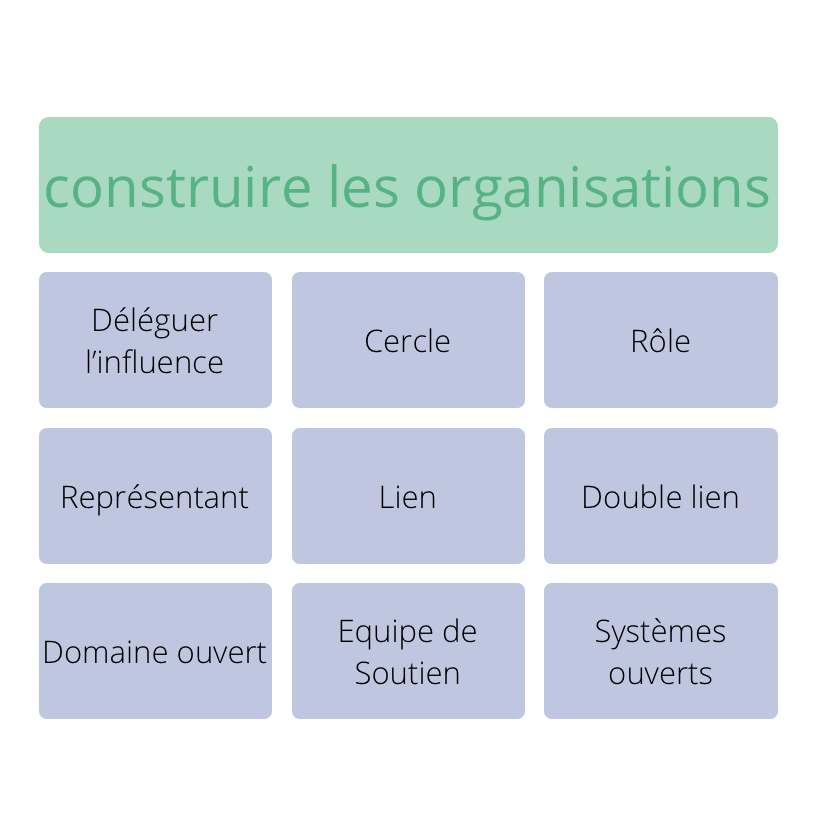 construire les organisations
Déléguer
l’influence
Cercle
Rôle
Représentant
Lien
Double lien
Domaine ouvert
Equipe de
Soutien
Systèmes
ouverts